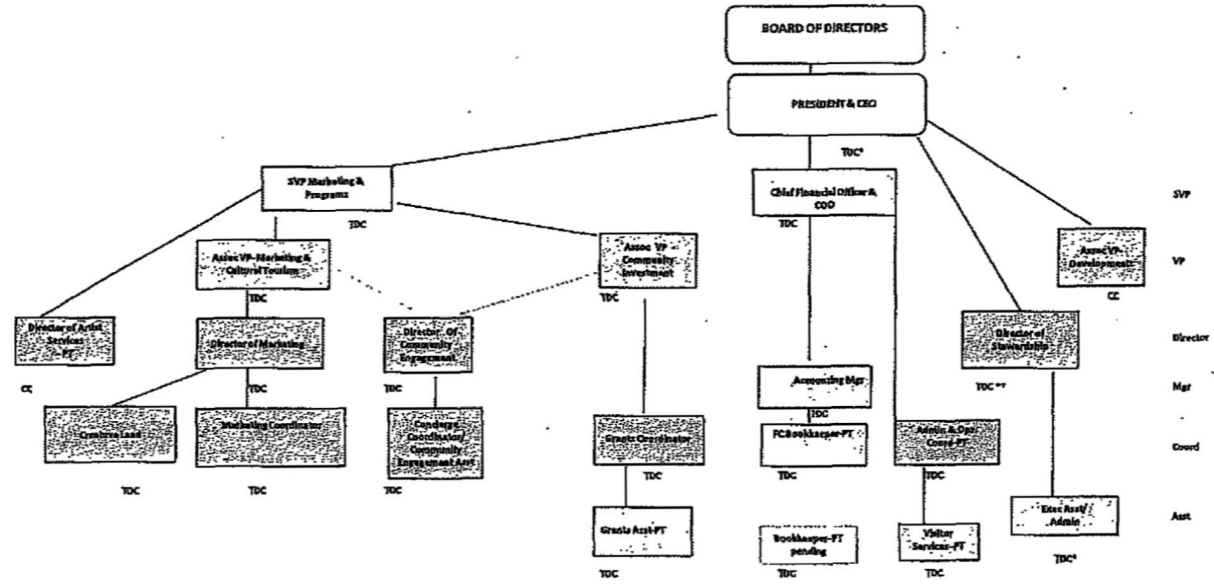 BOARD OF DIRECTORS
PRESIDENT & CEO
TDC*
SVP Marketing &
Programs
TDC
Chief Financial Officer &
COO
TDC
SVP
Assoc VP- Marketing &
Cultural Tourism
TDC
Assoc VP
Community
Investment
TDC
Assoc VP-
Development
CC
VP
Director of Artist
Services
-PT
CC
Director of Marketing
TDC
Director Of
Community
Engagement
TDC
Director of
Stewardship
TDC
Director
Accounting Mgr
TDC
Mgr
Creative Lead
TDC
Marketing Coordinator
TDC
Concierge
Coordinator/
Community
Engagement Asst
TDC
Grants Coordinator
TDC
FC Bookkeeper-PT
TDC
Admin & Ops
Coord-PT
TDC
Coord
Grants Asst-PT
TDC
Bookkeeper-PT
pending
TDC
Visitor
Services-PT
TDC
Exec Asst/
Admin
TDC*
Asst